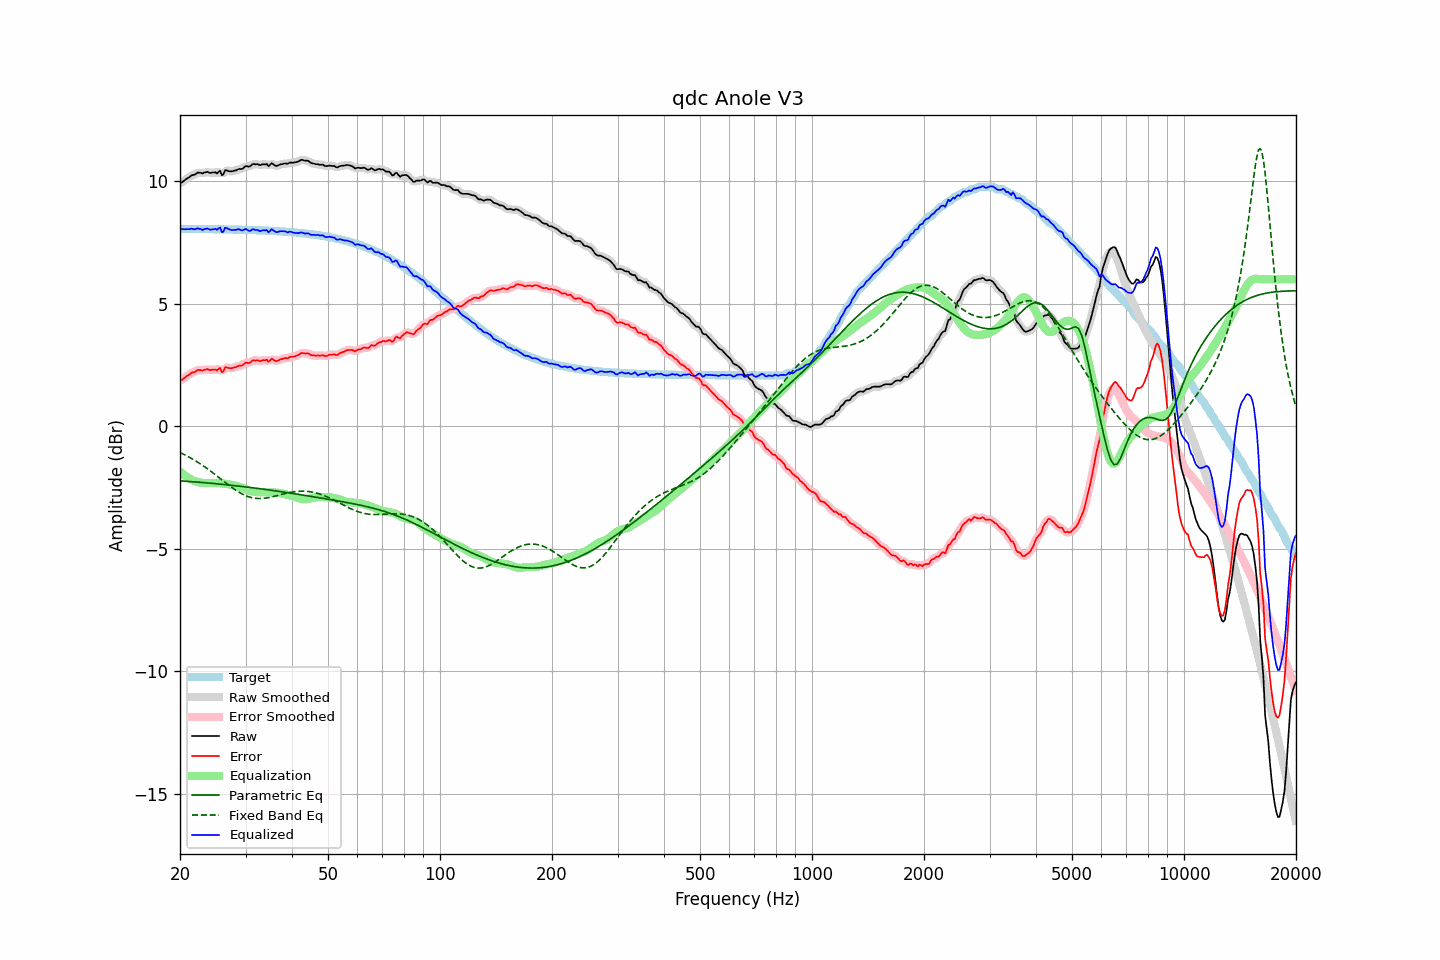 qdc Anole V3
Amplitude (dBr)
10
5
0
−5
−10
−15
Target
Raw Smoothed
Error Smoothed
Raw
Error
Equalization
Parametric Eq
Fixed Band Eq
Equalized
20 50 100 200 500 1000 2000 5000 10000 20000
Frequency (Hz)